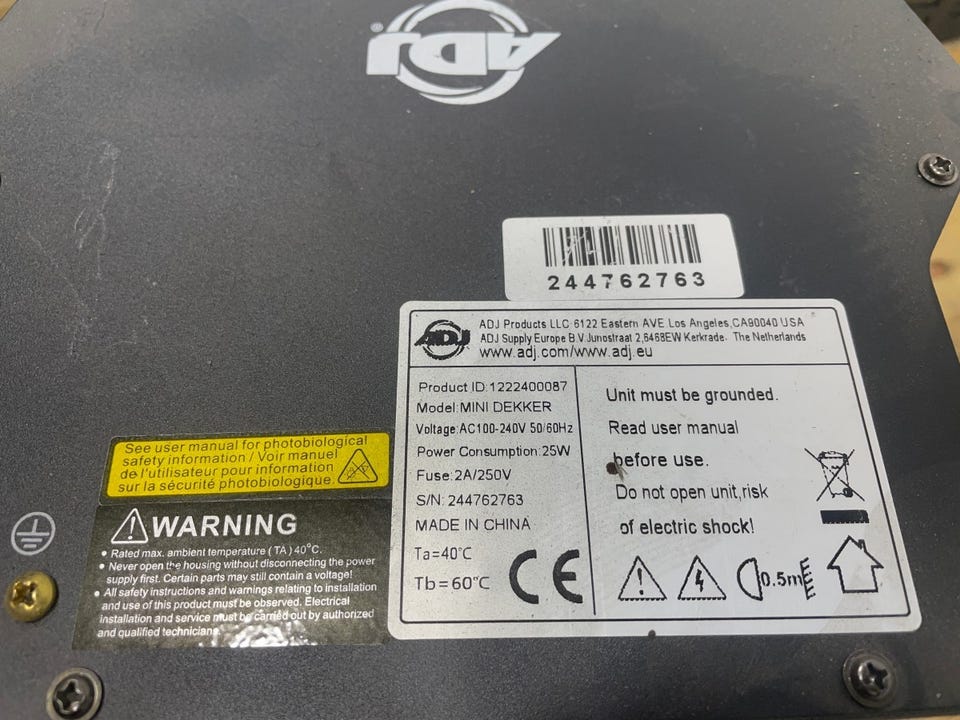 ADJ®
244762763
ADJ
ADJ Products LLC 6122 Eastern AVE.Los Angeles,CA90040 USA
ADJ Supply Europe B.V.Junostraat 2,6468EW Kerkrade. The Netherlands
www.adj.com/www.adj.eu
Product ID:1222400087
Model:MINI DEKKER
Voltage:AC100-240V 50/60Hz
Power Consumption:25W
Fuse:2A/250V
S/N: 244762763
MADE IN CHINA
Ta=40℃
Tb=60℃
CE
Unit must be grounded.
Read user manual
before use.
Do not open unit,risk
of electric shock!
0.5m
See user manual for photobiological
safety information / Voir manuel
de l'utilisateur pour information
sur la sécurité photobiologique.
WARNING
• Rated max. ambient temperature (TA) 40°C.
• Never open the housing without disconnecting the power
supply first. Certain parts may still contain a voltage!
• All safety instructions and warnings relating to installation
and use of this product must be observed. Electrical
installation and service must be carried out by authorized
and qualified technicians.